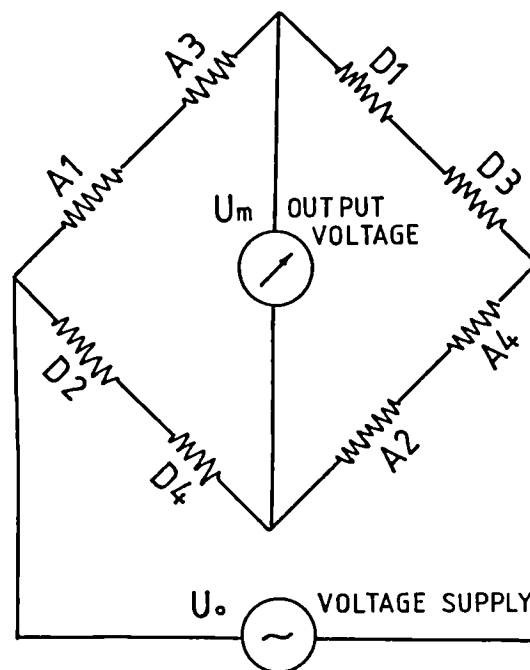 A3
D1
A1
D3
Um OUTPUT
VOLTAGE
D2
A4
D4
A2
U. VOLTAGE SUPPLY
~